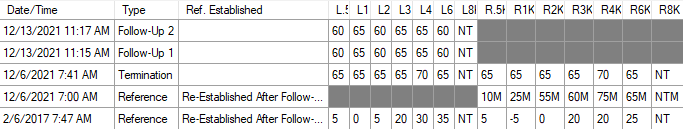 Date/Time Type Ref. Established L.5 L1 L2 L3 L4 L6 L8 R.5K R1K R2K R3K R4K R6K R8K
12/13/2021 11:17 AM Follow-Up 2 60 65 60 65 65 60 NT
12/13/2021 11:15 AM Follow-Up 1 60 65 60 65 65 60 NT
12/6/2021 7:41 AM Termination 65 65 65 65 70 65 NT 65 65 65 65 70 65 NT
12/6/2021 7:00 AM Reference Re-Established After Follow-... 10M 25M 55M 60M 75M 65M NTM
2/6/2017 7:47 AM Reference Re-Established After Follow-... 5 0 5 20 30 35 NT 5 -5 0 20 20 25 NT